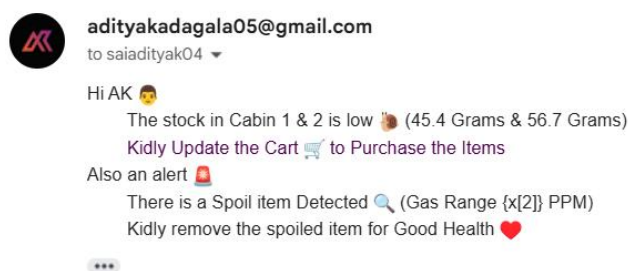 adityakadagala05@gmail.com
to saiadityak04
Hi AK 👨
The stock in Cabin 1 & 2 is low 🐌 (45.4 Grams & 56.7 Grams)
Kidly Update the Cart 🛒 to Purchase the Items
Also an alert 🚨
There is a Spoil item Detected 🔍 (Gas Range {x[2]} PPM)
Kidly remove the spoiled item for Good Health ❤️